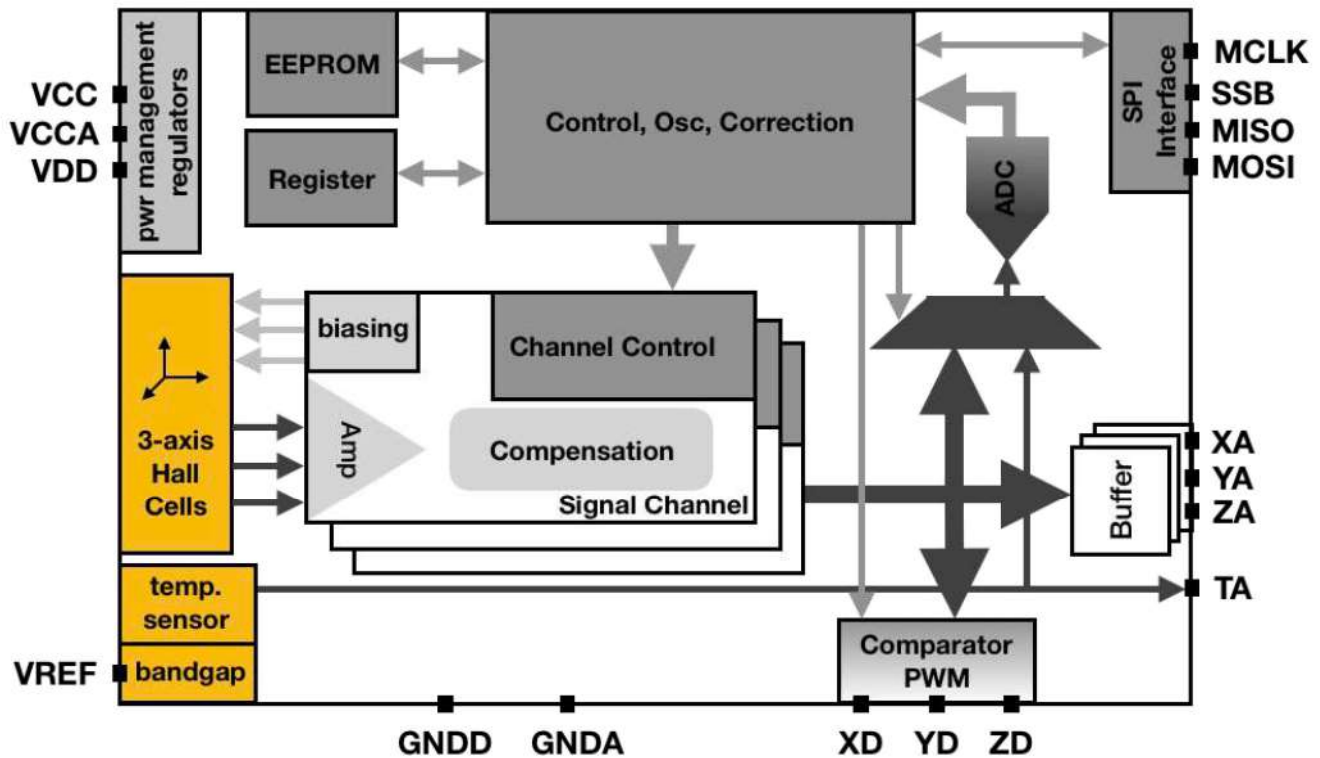 VCC
VCCA
VDD
pwr management
regulators
EEPROM
Register
Control, Osc, Correction
ADC
SPI
Interface
MCLK
SSB
MISO
MOSI
3-axis
Hall
Cells
biasing
Channel Control
Amp
Compensation
Signal Channel
Buffer
XA
YA
ZA
temp.
sensor
TA
VREF
bandgap
Comparator
PWM
GNDD
GNDA
XD
YD
ZD